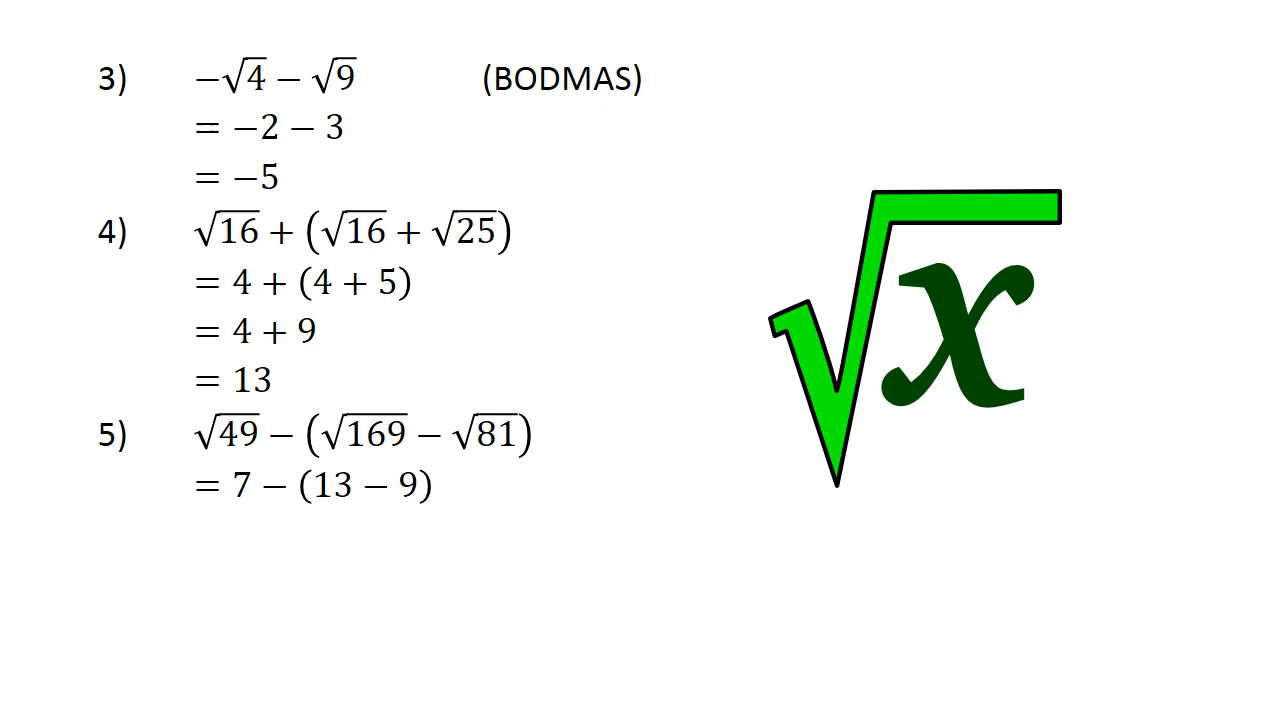 3) −√4 − √9 (BODMAS)
= −2 − 3
= −5
4) √16 + (√16 + √25)
= 4 + (4 + 5)
= 4 + 9
= 13
5) √49 − (√169 − √81)
= 7 − (13 − 9)
√x